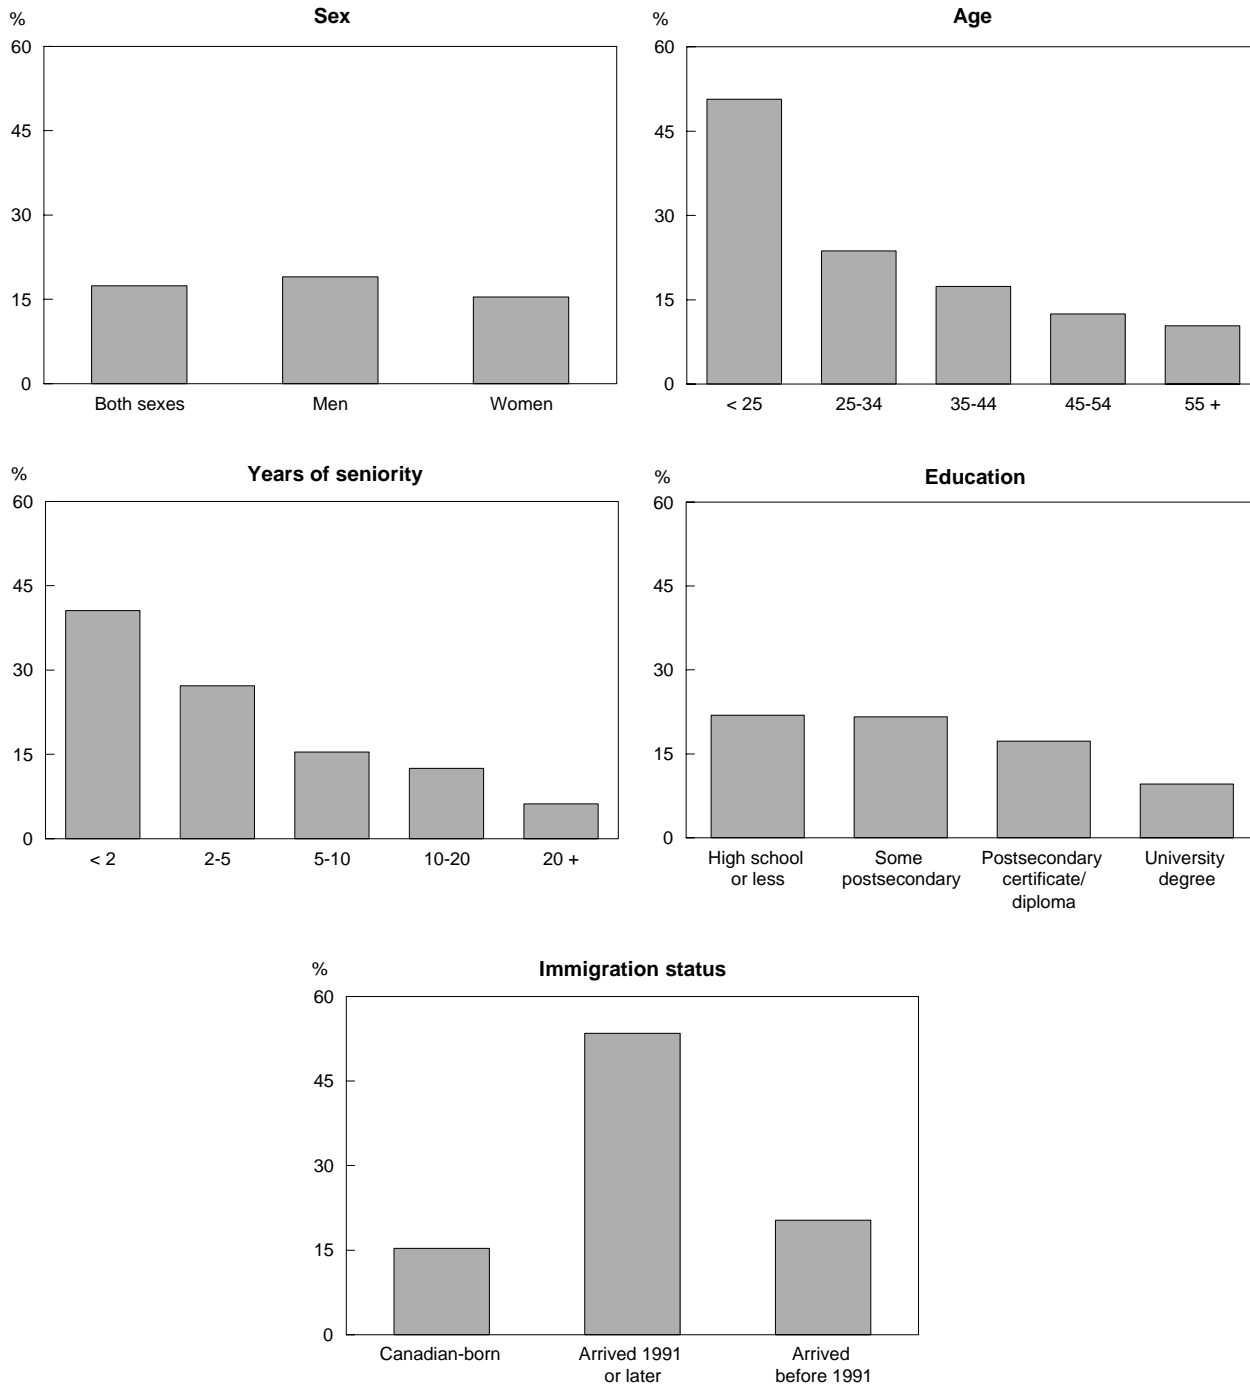 Sex
%
60
45
30
15
0
Both sexes
Men
Women
Age
%
60
45
30
15
0
< 25
25-34
35-44
45-54
55 +
Years of seniority
%
60
45
30
15
0
< 2
2-5
5-10
10-20
20 +
Education
%
60
45
30
15
0
High school
or less
Some
postsecondary
Postsecondary
certificate/
diploma
University
degree
Immigration status
%
60
45
30
15
0
Canadian-born
Arrived 1991
or later
Arrived
before 1991